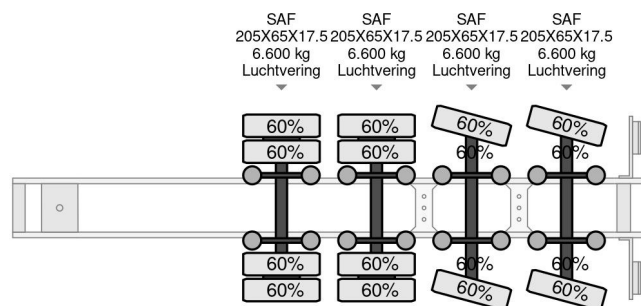 SAF SAF SAF SAF
205X65X17.5 205X65X17.5 205X65X17.5 205X65X17.5
6.600 kg 6.600 kg 6.600 kg 6.600 kg
Luchtvering Luchtvering Luchtvering Luchtvering
60% 60% 60% 60%
60% 60% 60% 60%
60% 60% 60% 60%
60% 60% 60% 60%